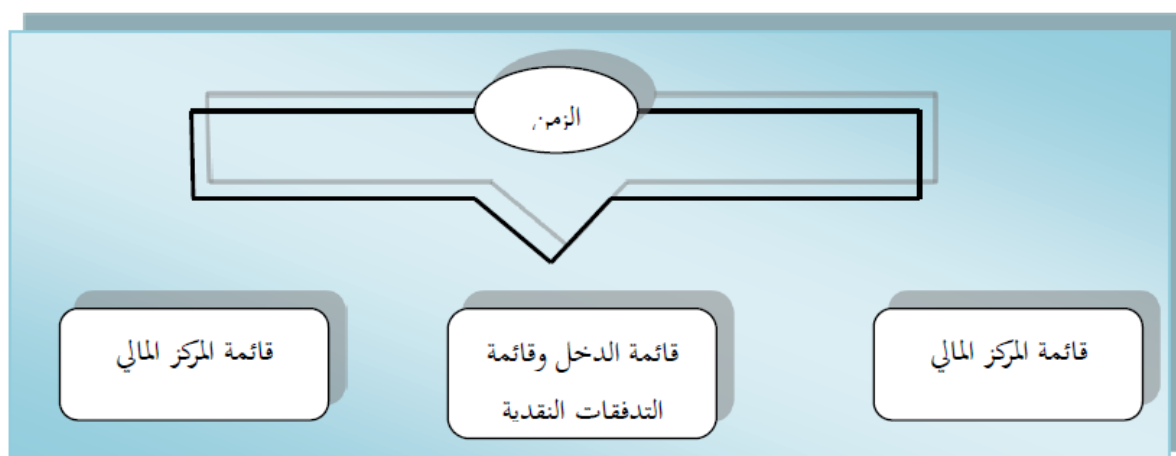 الزمن
قائمة المركز المالي
قائمة الدخل وقائمة
التدفقات النقدية
قائمة المركز المالي